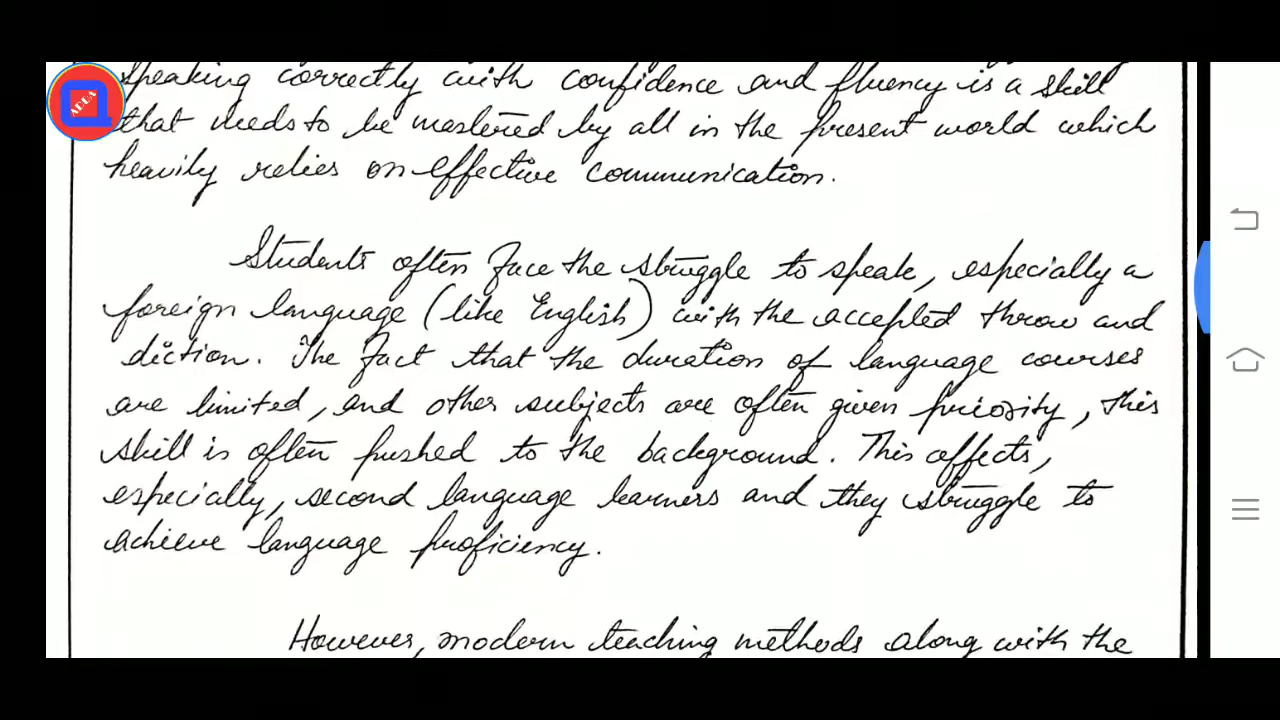 speaking correctly with confidence and fluency is a skill
ADDA
that needs to be mastered by all in the present world which
heavily relies on effective communication.
Students often face the struggle to speak, especially a
foreign language (like English) with the accepted throw and
diction. The fact that the duration of language courses
are limited, and other subjects are often given priority, this
skill is often pushed to the background. This affects,
especially, second language learners and they struggle to
achieve language proficiency.
However, modern teaching methods along with the